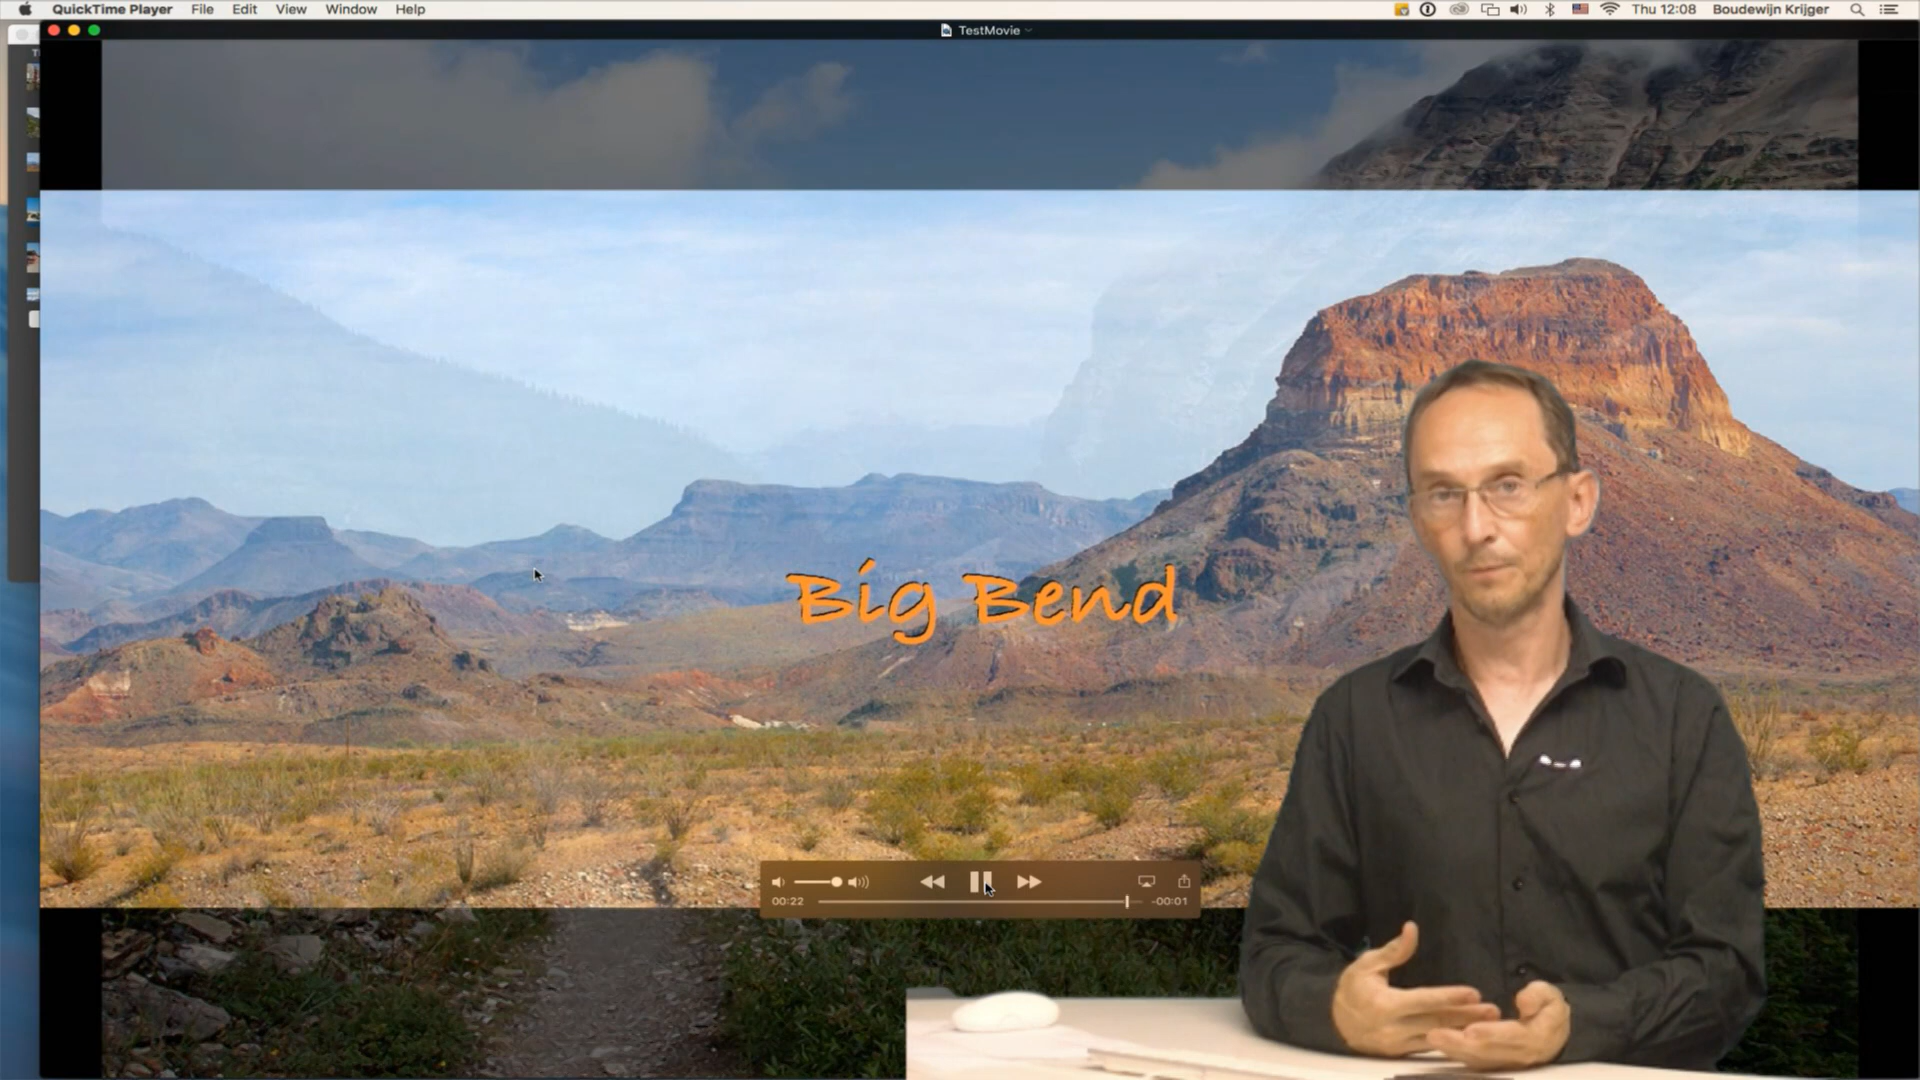 QuickTime Player File Edit View Window Help
Thu 12:08 Boudewijn Krijger
TestMovie
Big Bend
00:22
-00:01